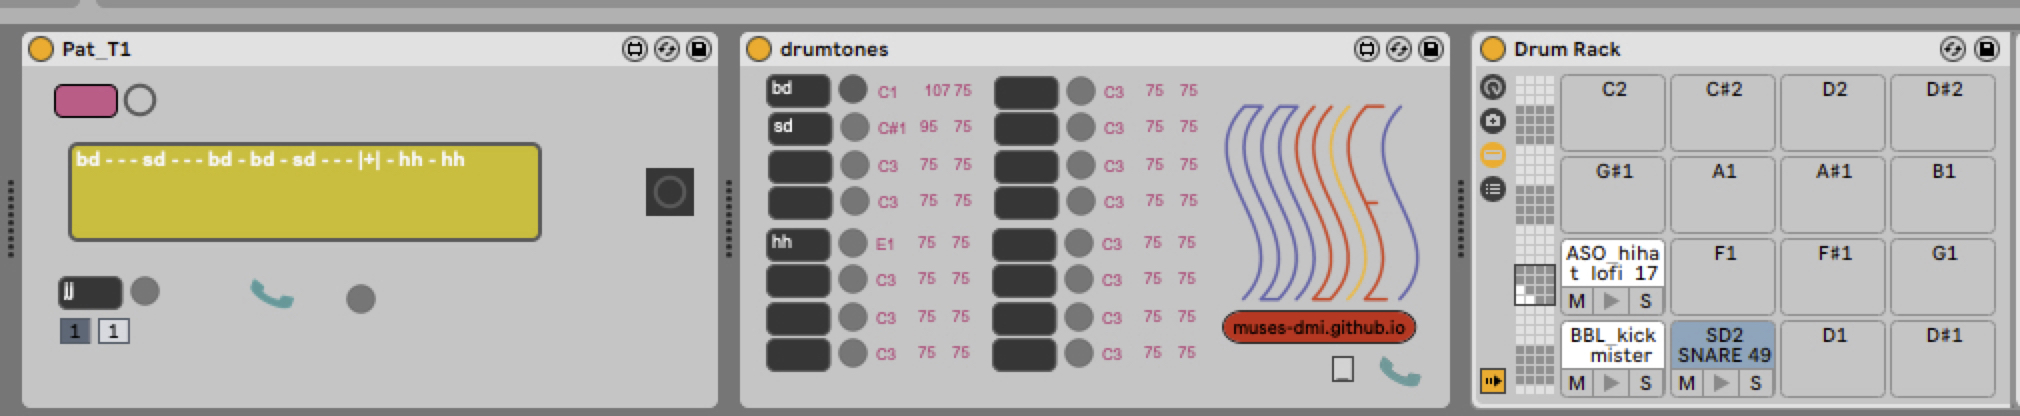 Pat_T1
bd - - - sd - - - bd - bd - sd - - - |+| - hh - hh
jj
1 1
drumtones
bd C1 107 75 C3 75 75
sd C#1 95 75 C3 75 75
C3 75 75 C3 75 75
C3 75 75 C3 75 75
hh E1 75 75 C3 75 75
C3 75 75 C3 75 75
C3 75 75 C3 75 75
C3 75 75 C3 75 75
muses-dmi.github.io
Drum Rack
C2 C#2 D2 D#2
G#1 A1 A#1 B1
ASO_hiha F1 F#1 G1
t lofi 17
M S
BBL_kick SD2 D1 D#1
mister SNARE 49
M S M S